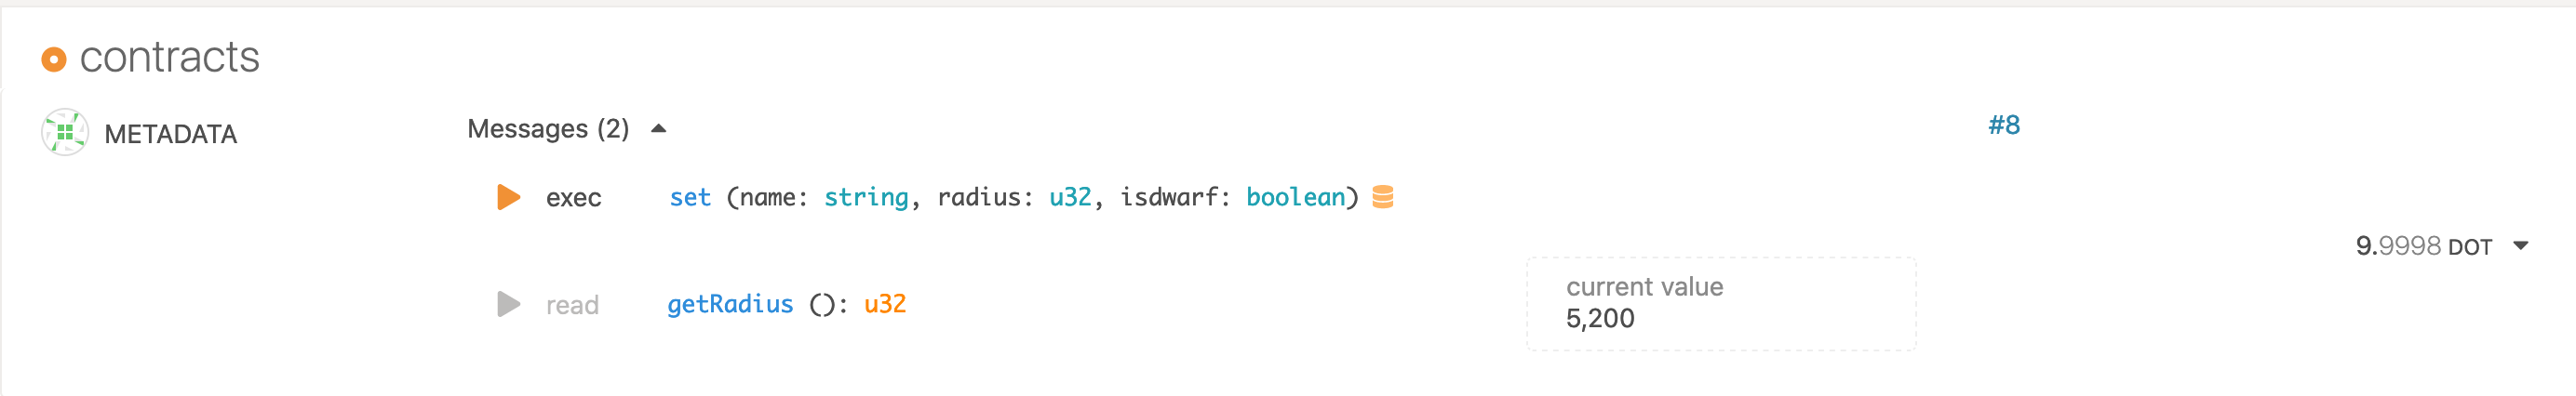 contracts
METADATA
Messages (2)
#8
exec set (name: string, radius: u32, isdwarf: boolean)
9.9998 DOT
read getRadius (): u32
current value
5,200